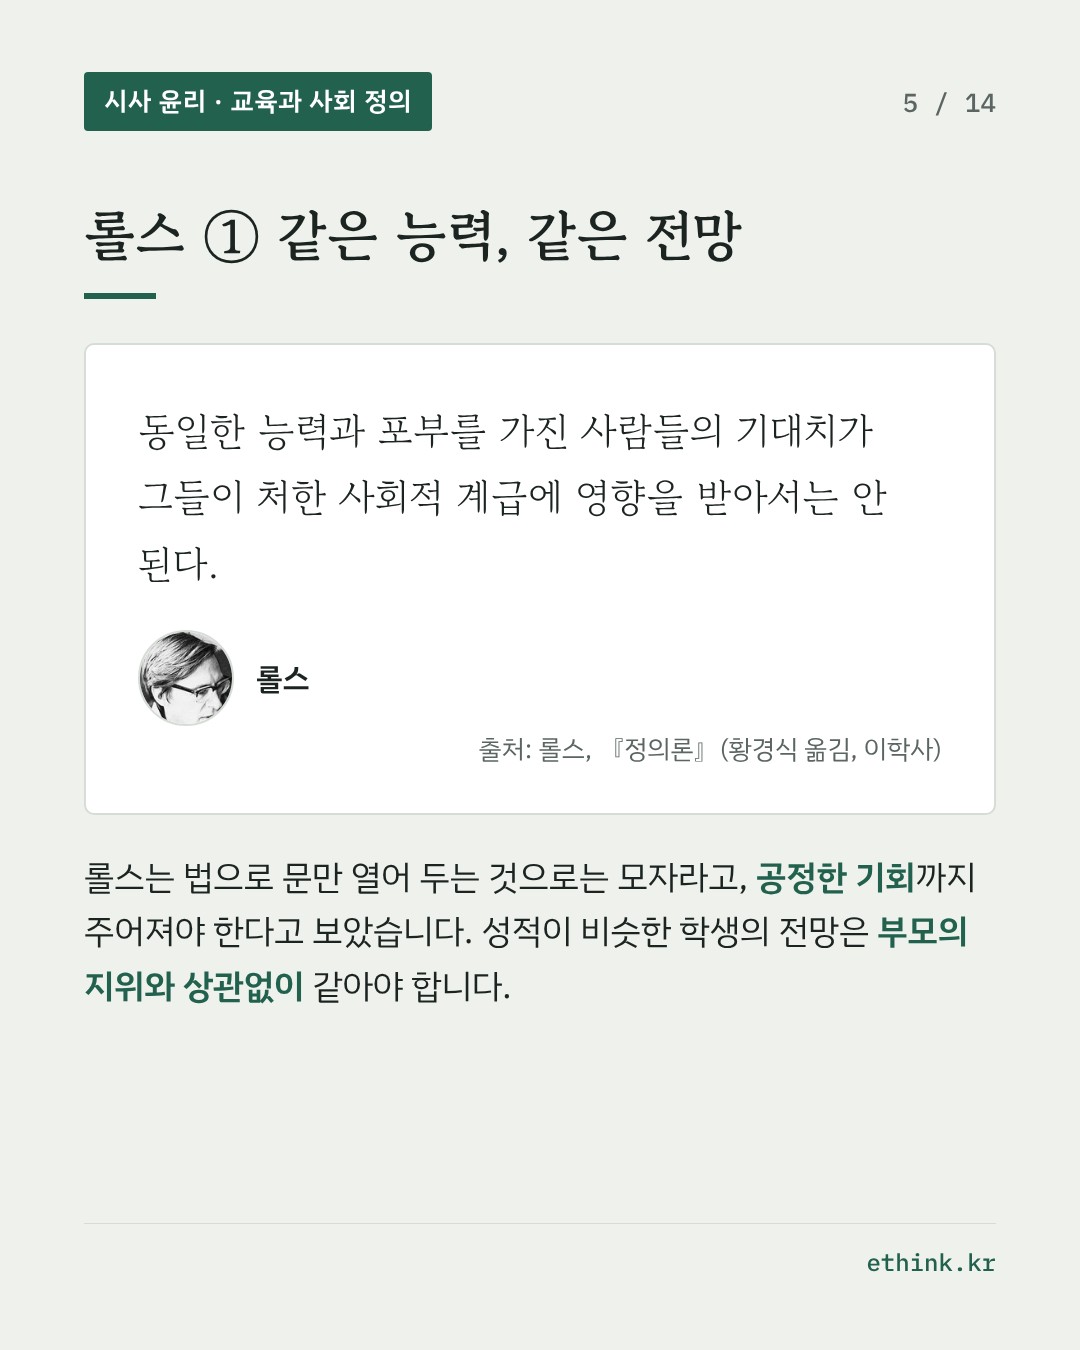 시사 윤리 · 교육과 사회 정의
5 / 14
롤스 ① 같은 능력, 같은 전망
동일한 능력과 포부를 가진 사람들의 기대치가
그들이 처한 사회적 계급에 영향을 받아서는 안
된다.
롤스
출처: 롤스, 『정의론』(황경식 옮김, 이학사)
롤스는 법으로 문만 열어 두는 것으로는 모자라고, 공정한 기회까지
주어져야 한다고 보았습니다. 성적이 비슷한 학생의 전망은 부모의
지위와 상관없이 같아야 합니다.
ethink.kr